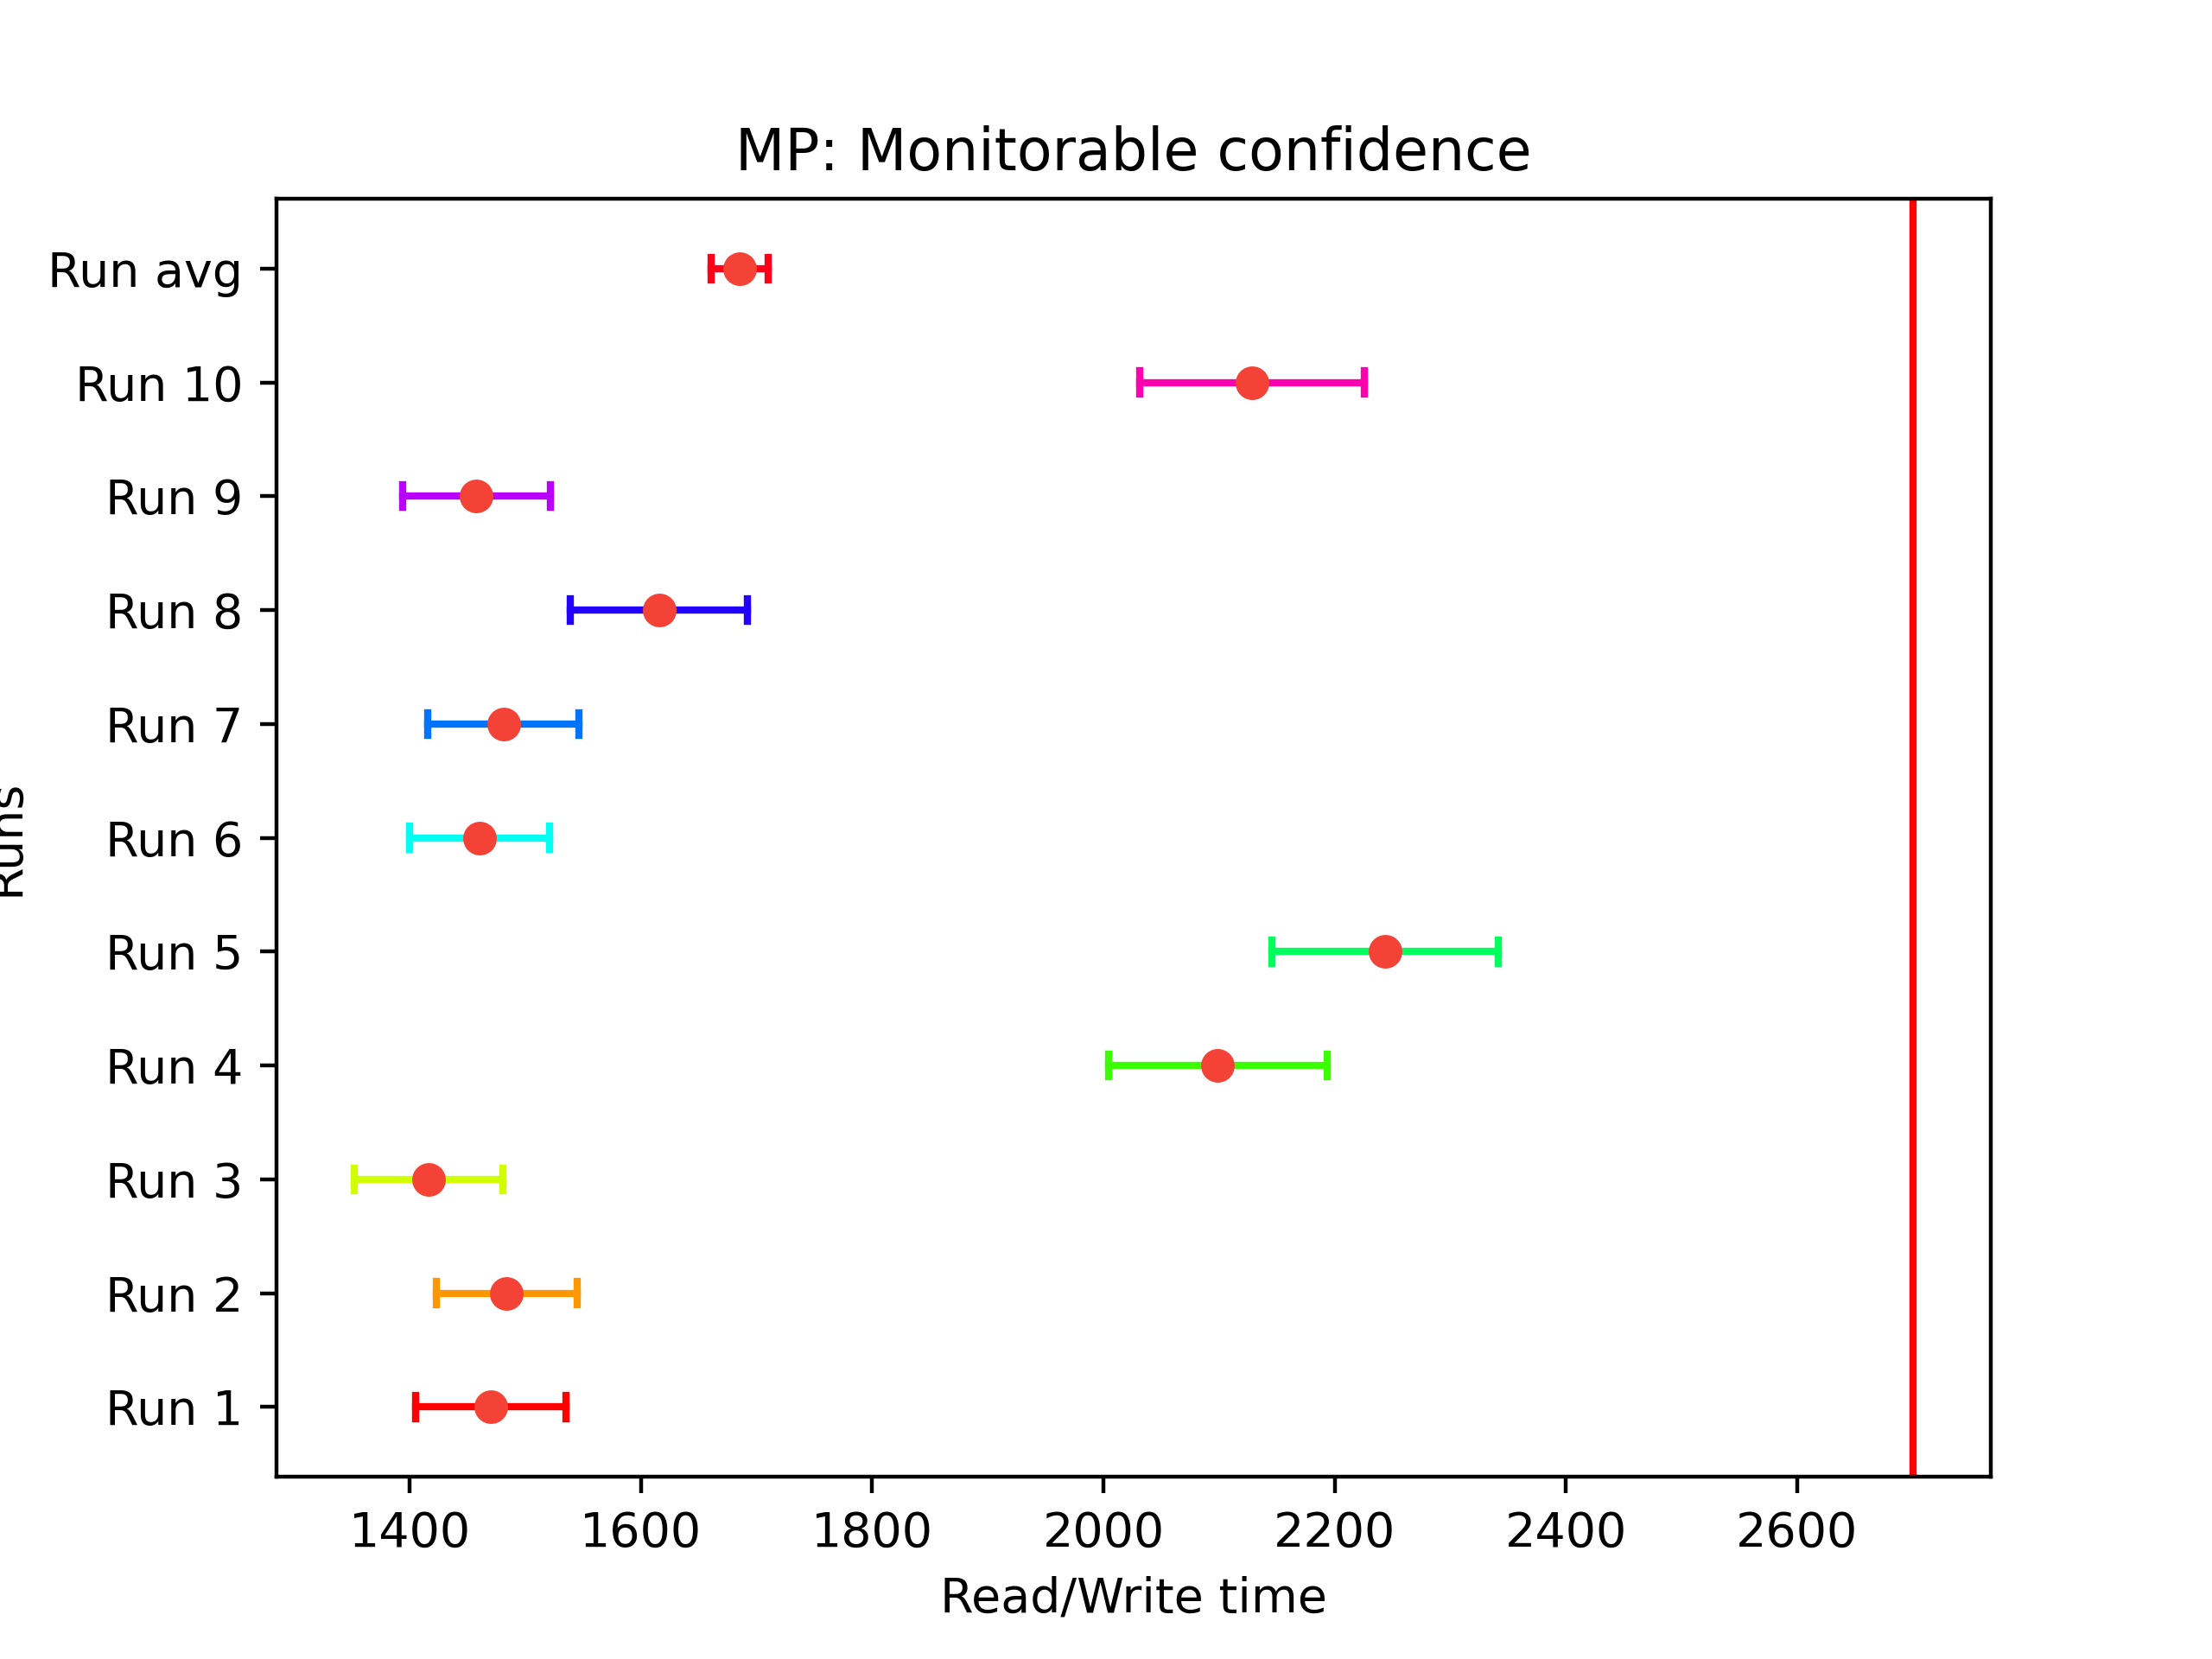 MP: Monitorable confidence
Run avg
Run 10
Run 9
Run 8
Run 7
Run 6
Run 5
Run 4
Run 3
Run 2
Run 1
Runs
1400 1600 1800 2000 2200 2400 2600
Read/Write time